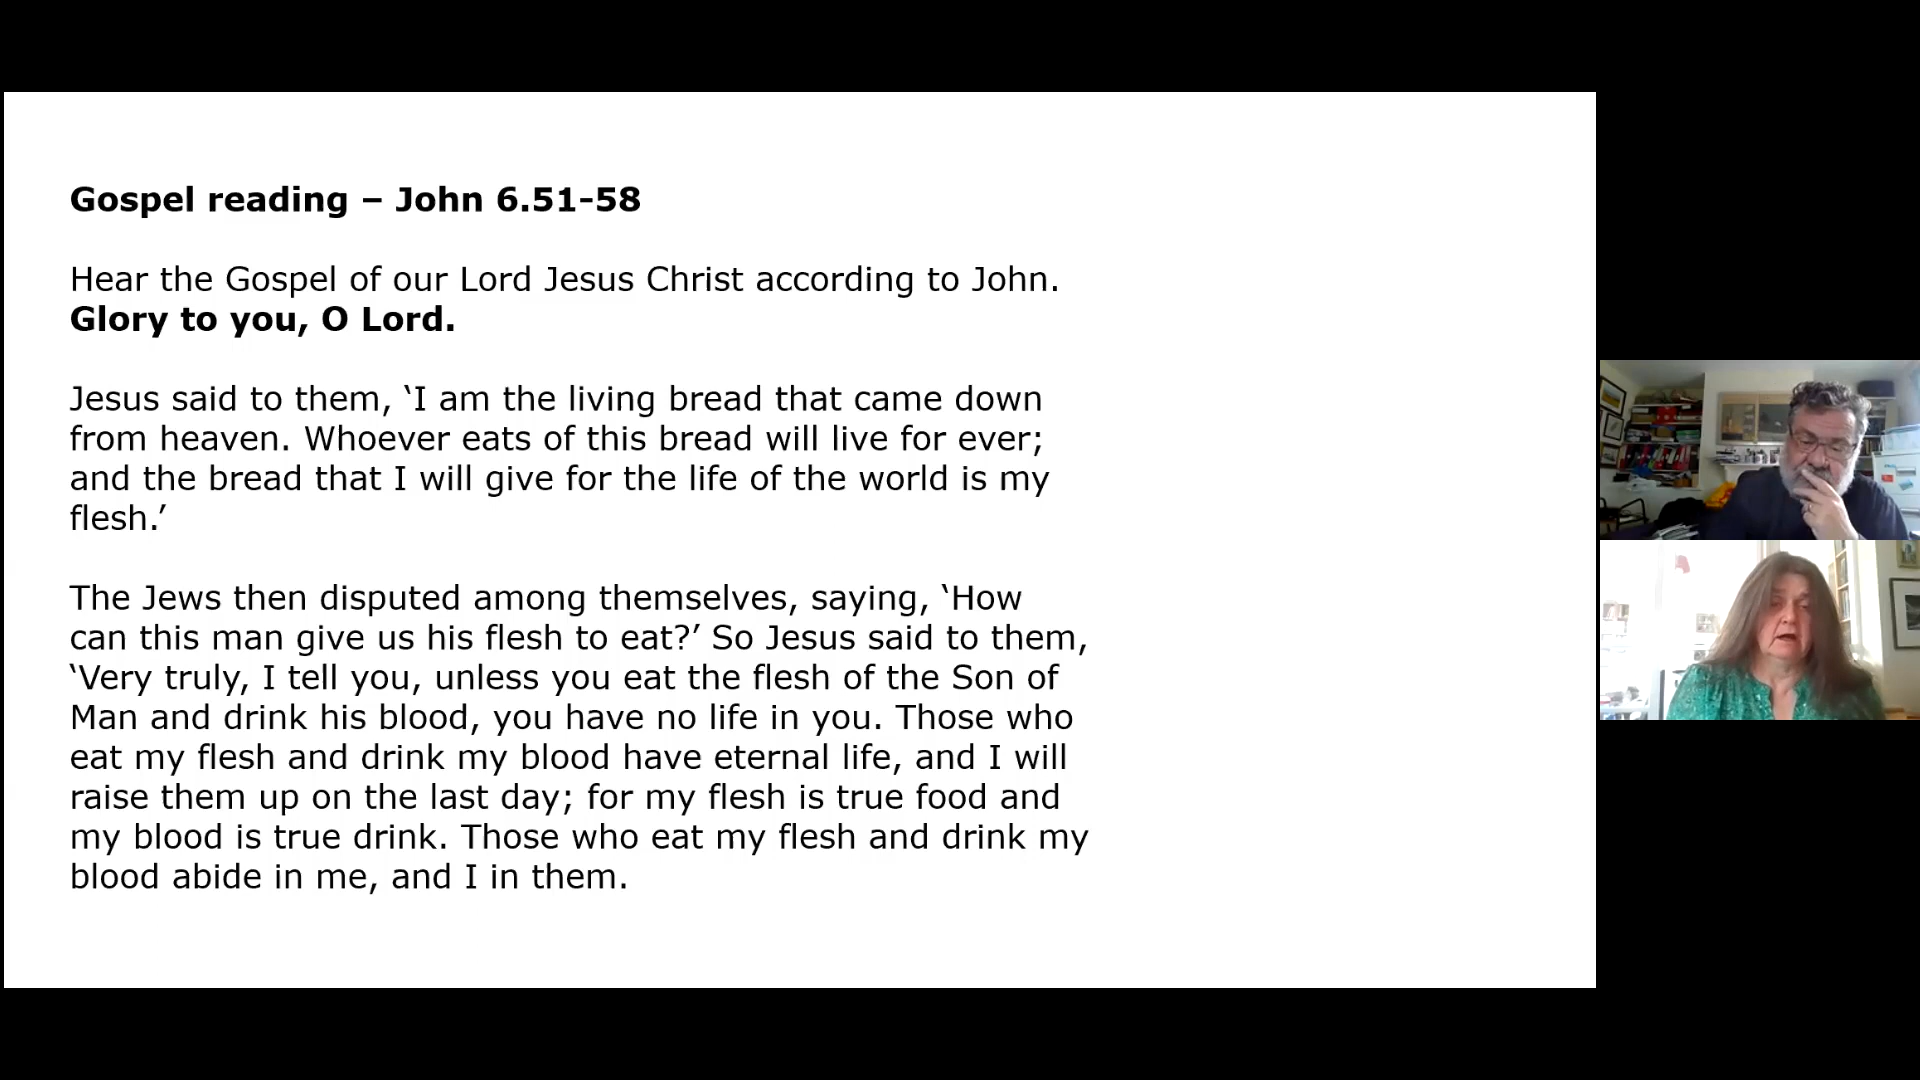 Gospel reading – John 6.51-58
Hear the Gospel of our Lord Jesus Christ according to John.
Glory to you, O Lord.
Jesus said to them, ‘I am the living bread that came down
from heaven. Whoever eats of this bread will live for ever;
and the bread that I will give for the life of the world is my
flesh.’
The Jews then disputed among themselves, saying, ‘How
can this man give us his flesh to eat?’ So Jesus said to them,
‘Very truly, I tell you, unless you eat the flesh of the Son of
Man and drink his blood, you have no life in you. Those who
eat my flesh and drink my blood have eternal life, and I will
raise them up on the last day; for my flesh is true food and
my blood is true drink. Those who eat my flesh and drink my
blood abide in me, and I in them.